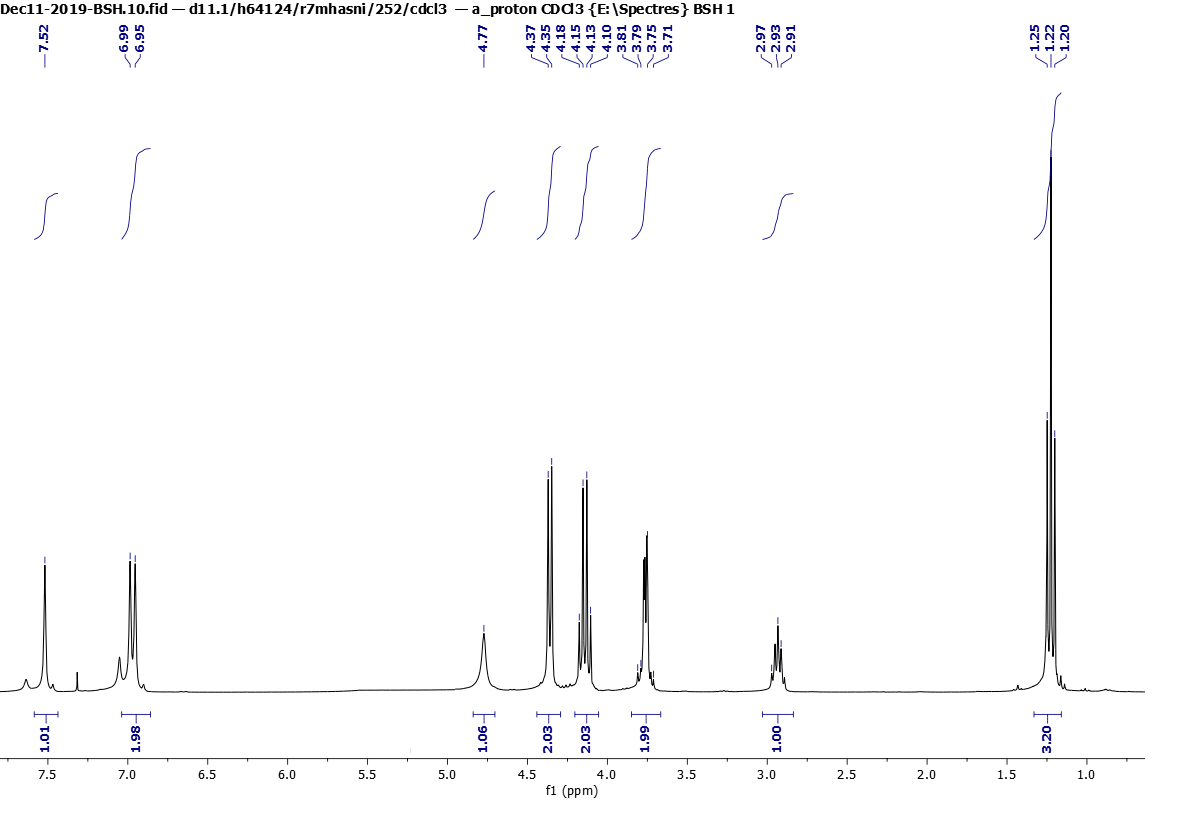 Dec11-2019-BSH.10.fid — d11.1/h64124/r7mhasni/252/cdcl3 — a_proton CDCl3 {E:\Spectres} BSH 1
7.52 6.99 6.95 4.77 4.37 4.35 4.18 4.15 4.13 4.10 3.81 3.79 3.75 3.71 2.97 2.93 2.91 1.25 1.22 1.20
1.01 1.98 1.06 2.03 2.03 1.99 1.00 3.20
7.5 7.0 6.5 6.0 5.5 5.0 4.5 4.0 3.5 3.0 2.5 2.0 1.5 1.0
f1 (ppm)